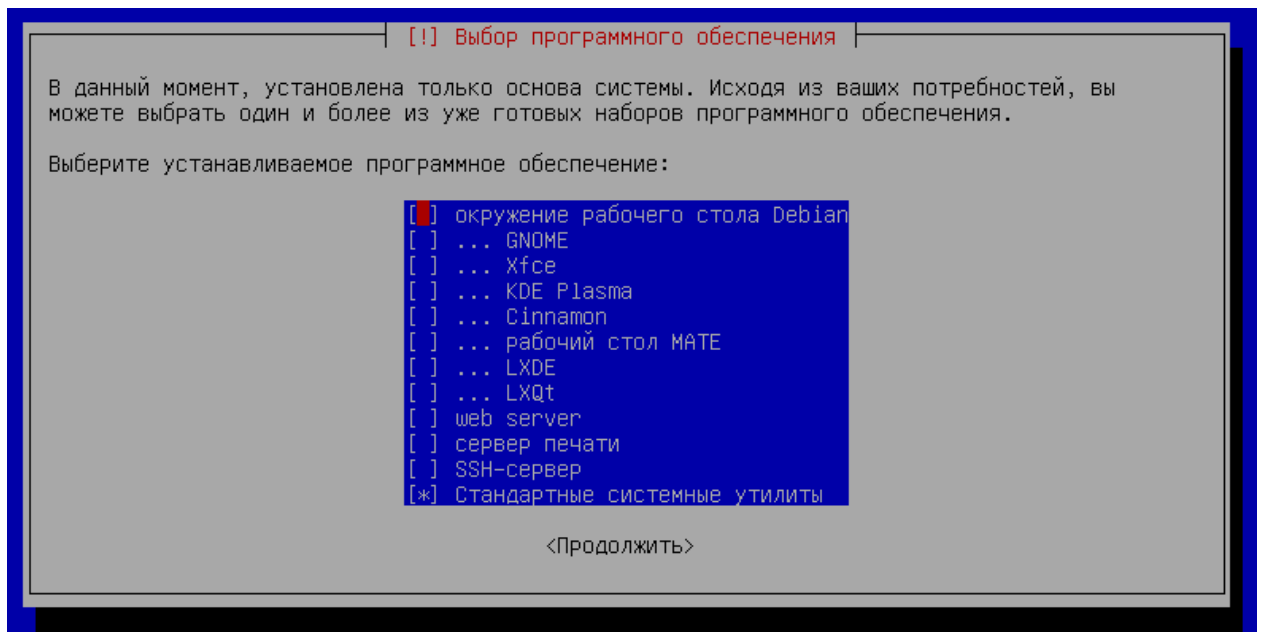 [!] Выбор программного обеспечения
В данный момент, установлена только основа системы. Исходя из ваших потребностей, вы
можете выбрать один и более из уже готовых наборов программного обеспечения.
Выберите устанавливаемое программное обеспечение:
[ ] окружение рабочего стола Debian
[ ] ... GNOME
[ ] ... Xfce
[ ] ... KDE Plasma
[ ] ... Cinnamon
[ ] ... рабочий стол MATE
[ ] ... LXDE
[ ] ... LXQt
[ ] web server
[ ] сервер печати
[ ] SSH-сервер
[*] Стандартные системные утилиты
<Продолжить>